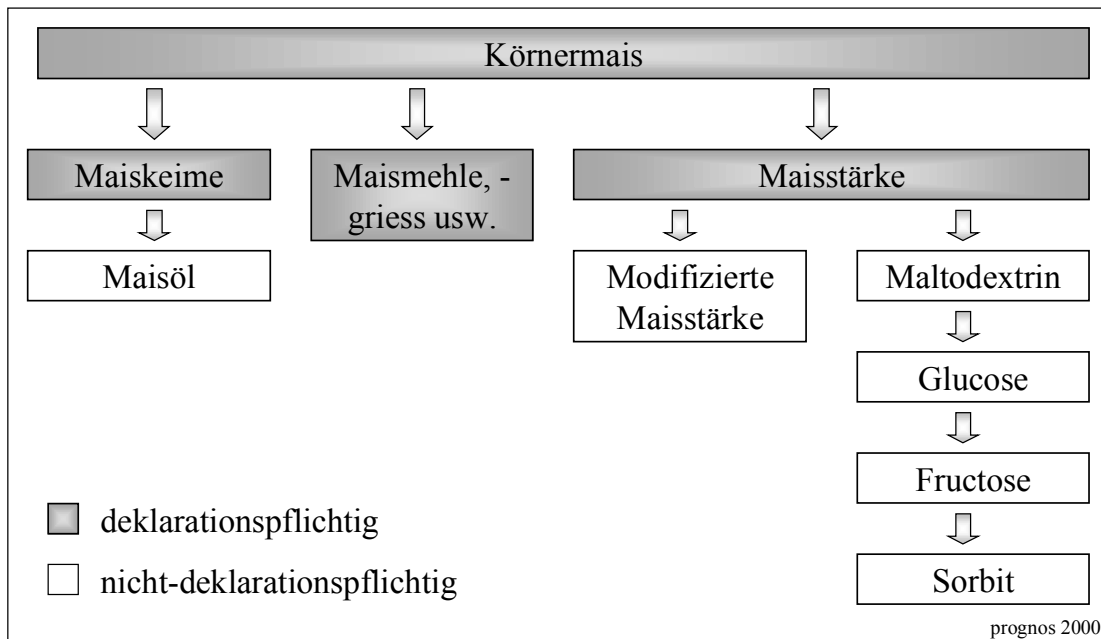 Körnermais
Maiskeime
Maismehle, -
griess usw.
Maisstärke
Maisöl
Modifizierte
Maisstärke
Maltodextrin
Glucose
Fructose
Sorbit
deklarationspflichtig
nicht-deklarationspflichtig
prognos 2000